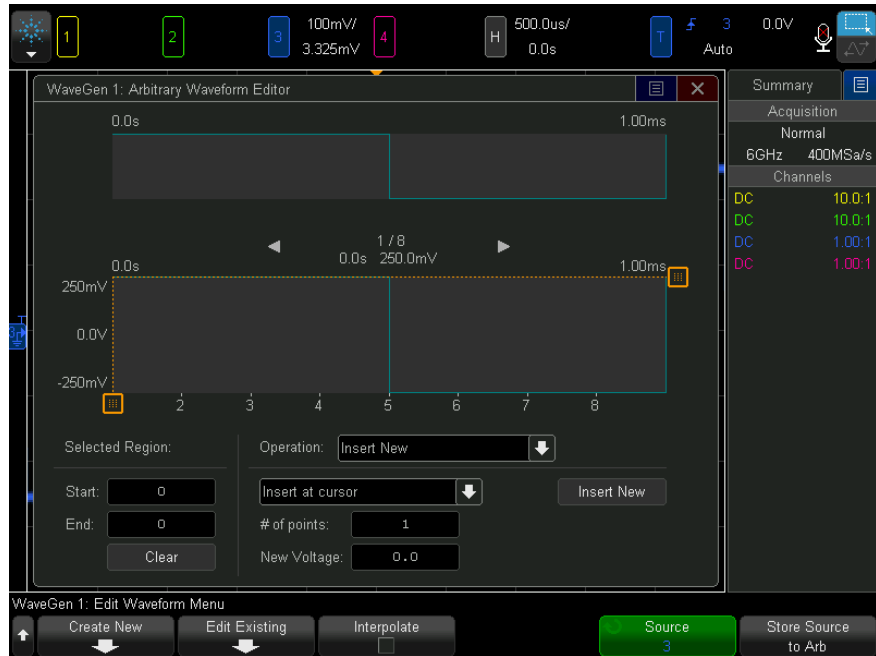 1
2
3
100mV/
3.325mV
4
H
500.0us/
0.0s
T
3
0.0V
Auto
WaveGen 1: Arbitrary Waveform Editor
0.0s
1.00ms
1 / 8
0.0s 250.0mV
0.0s
1.00ms
250mV
0.0V
-250mV
2 3 4 5 6 7 8
Selected Region:
Start: 0
End: 0
Clear
Operation: Insert New
Insert at cursor
Insert New
# of points: 1
New Voltage: 0.0
Summary
Acquisition
Normal
6GHz 400MSa/s
Channels
DC 10.0:1
DC 10.0:1
DC 1.00:1
DC 1.00:1
3
WaveGen 1: Edit Waveform Menu
Create New
Edit Existing
Interpolate
Source
3
Store Source
to Arb